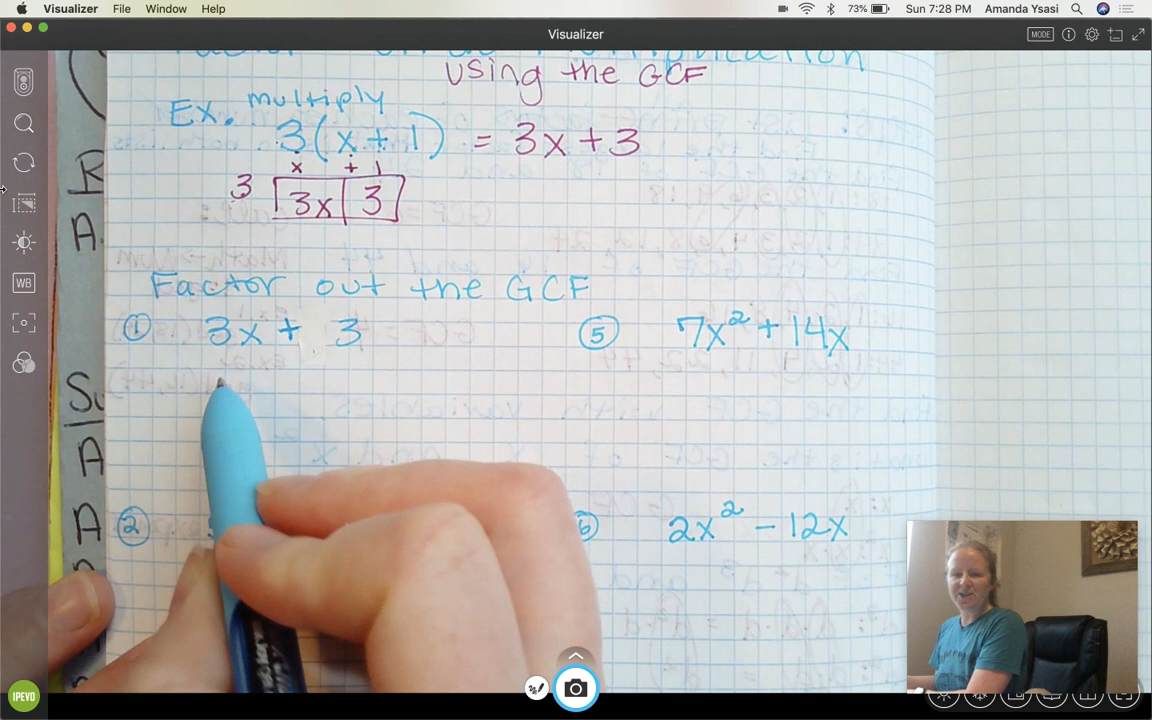 Visualizer File Window Help 73% Sun 7:28 PM Amanda Ysasi
Visualizer
MODE
using the GCF
Ex. multiply
3(x + 1) = 3x + 3
x + 1
3 3x 3
Factor out the GCF
① 3x + 3
⑤ 7x² + 14x
②
⑥ 2x² - 12x
R
A
Su
A
A
WB
IPEVO